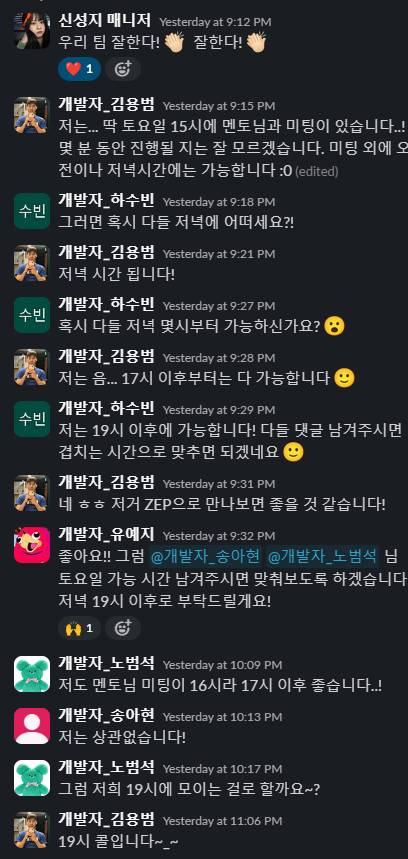 신성지 매니저 Yesterday at 9:12 PM
우리 팀 잘한다! 👏🏻 잘한다! 👏🏻
❤️ 1
개발자_김용범 Yesterday at 9:15 PM
저는... 딱 토요일 15시에 멘토님과 미팅이 있습니다..!
몇 분 동안 진행될 지는 잘 모르겠습니다. 미팅 외에 오
전이나 저녁시간에는 가능합니다 :0 (edited)
수빈
개발자_하수빈 Yesterday at 9:18 PM
그러면 혹시 다들 저녁에 어떠세요?!
개발자_김용범 Yesterday at 9:21 PM
저녁 시간 됩니다!
수빈
개발자_하수빈 Yesterday at 9:27 PM
혹시 다들 저녁 몇시부터 가능하신가요? 😮
개발자_김용범 Yesterday at 9:28 PM
저는 음... 17시 이후부터는 다 가능합니다 🙂
수빈
개발자_하수빈 Yesterday at 9:29 PM
저는 19시 이후에 가능합니다! 다들 댓글 남겨주시면
겹치는 시간으로 맞추면 되겠네요 🙂
개발자_김용범 Yesterday at 9:31 PM
네 ㅎㅎ 저거 ZEP으로 만나보면 좋을 것 같습니다!
개발자_유예지 Yesterday at 9:32 PM
좋아요!! 그럼 @개발자_송아현 @개발자_노범석 님
토요일 가능 시간 남겨주시면 맞춰보도록 하겠습니다
저녁 19시 이후로 부탁드릴게요!
🙌 1
개발자_노범석 Yesterday at 10:09 PM
저도 멘토님 미팅이 16시라 17시 이후 좋습니다..!
개발자_송아현 Yesterday at 10:13 PM
저는 상관없습니다!
개발자_노범석 Yesterday at 10:17 PM
그럼 저희 19시에 모이는 걸로 할까요~?
개발자_김용범 Yesterday at 11:06 PM
19시 콜입니다~_~